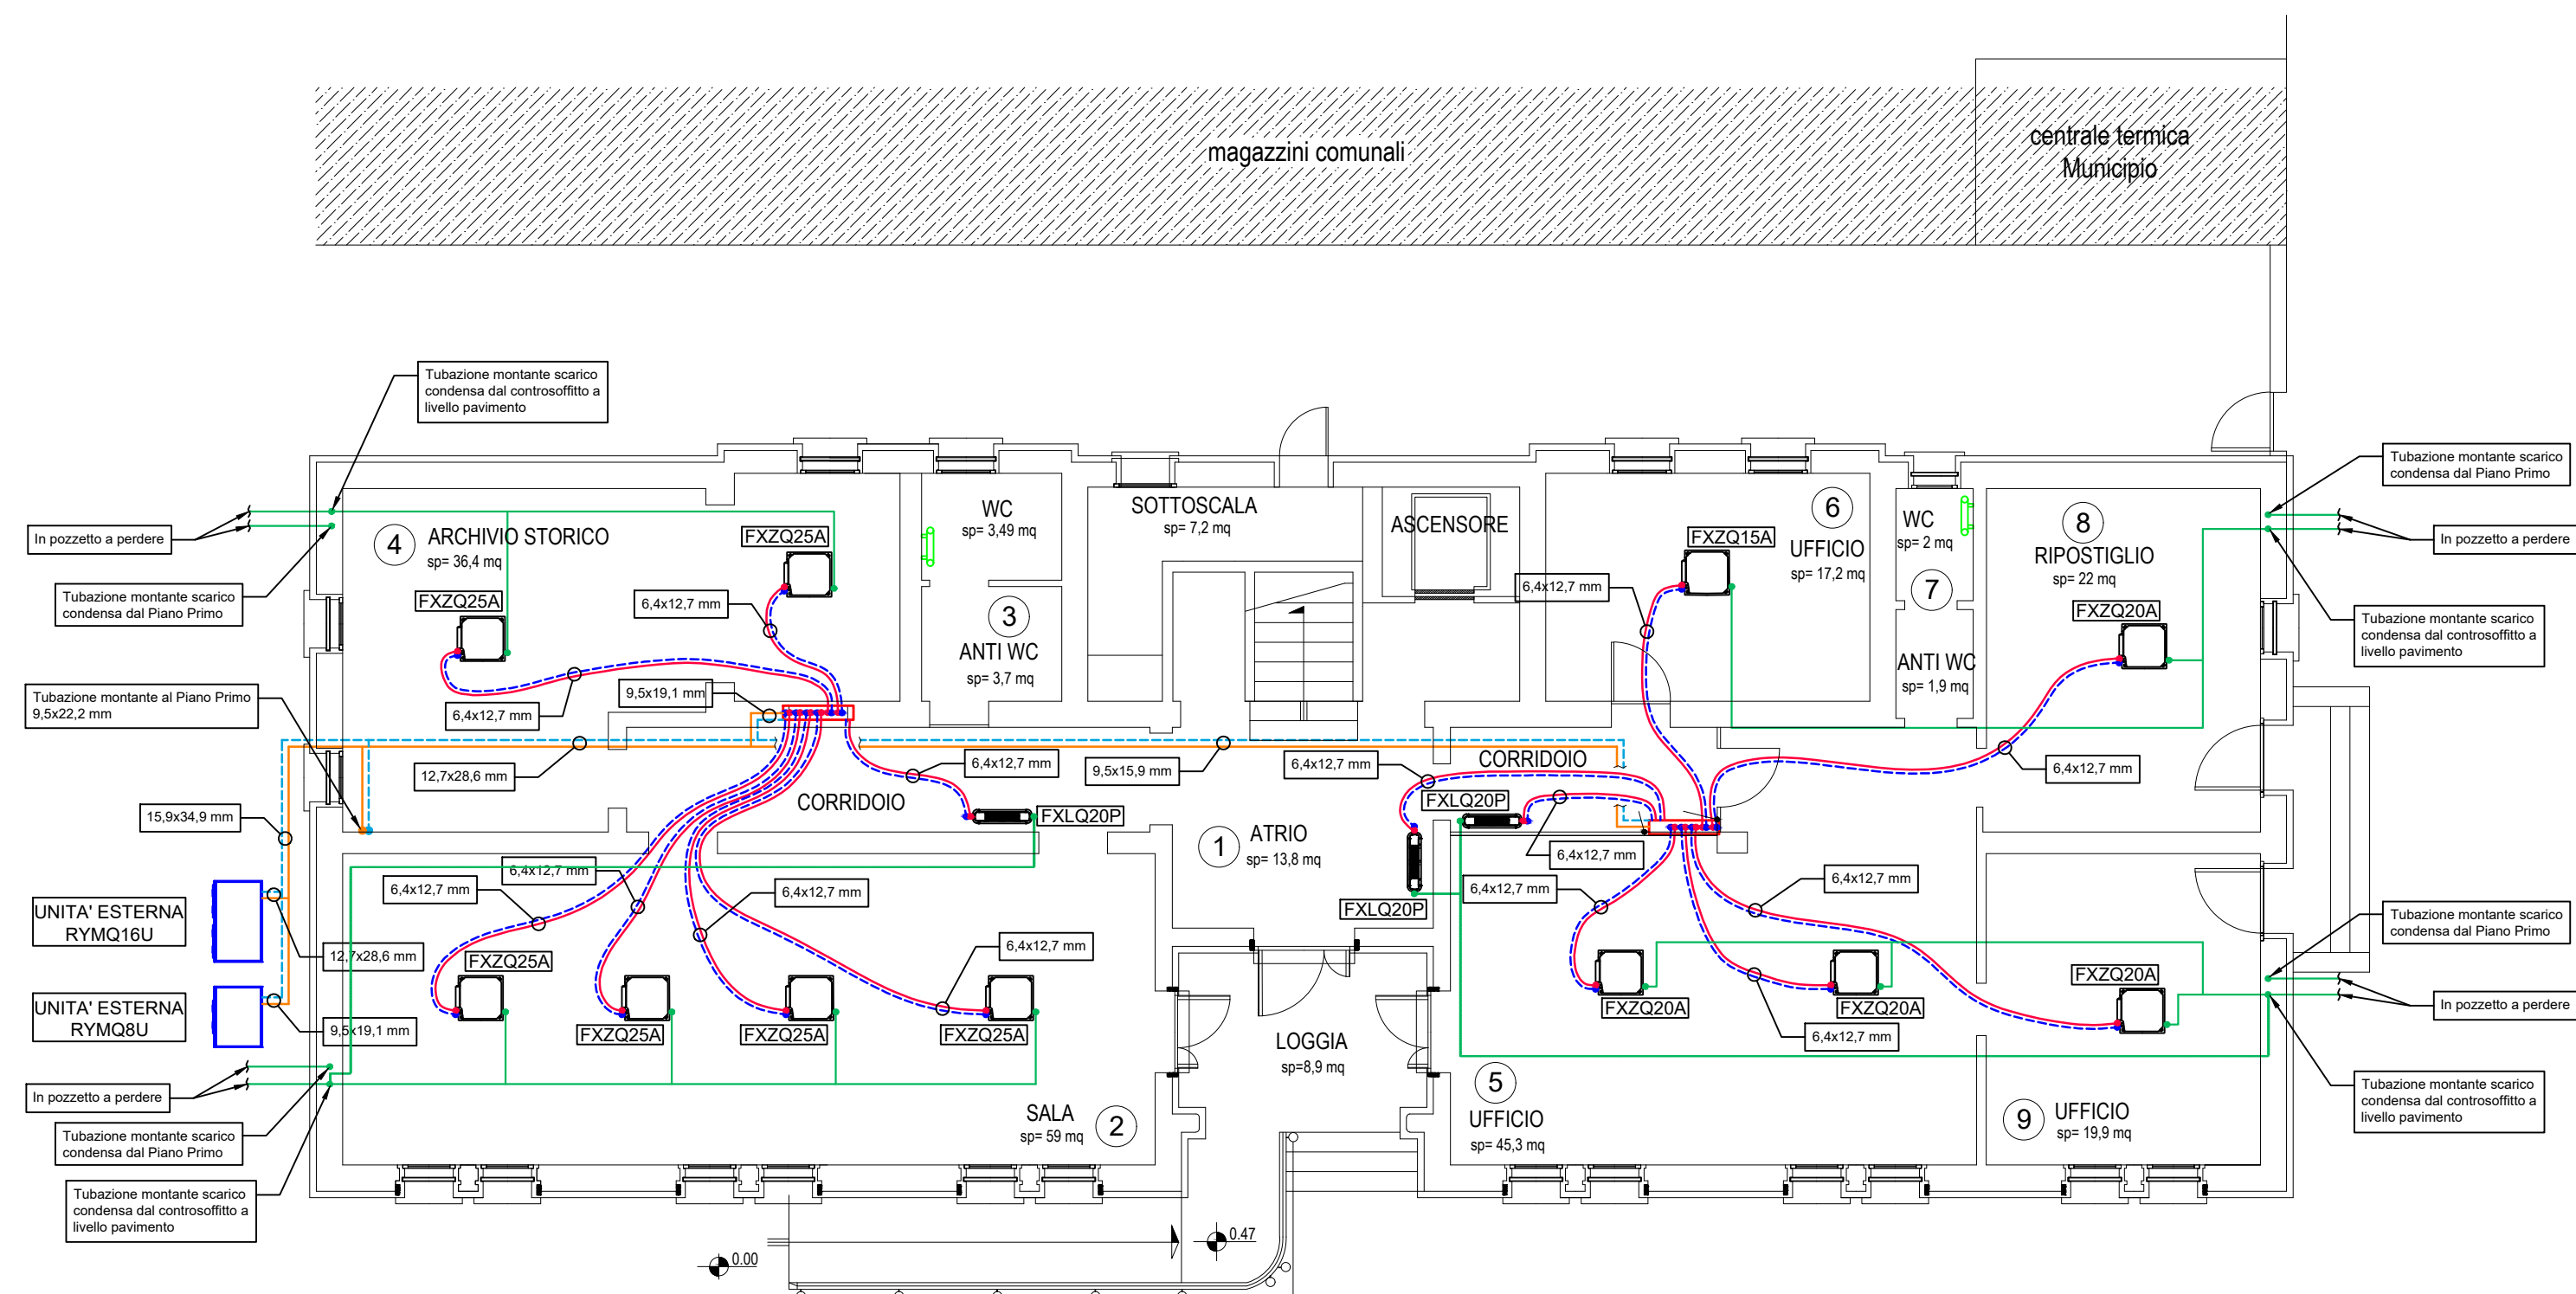 magazzini comunali
centrale termica
Municipio
Tubazione montante scarico
condensa dal controsoffitto a
livello pavimento
In pozzetto a perdere
Tubazione montante scarico
condensa dal Piano Primo
Tubazione montante al Piano Primo
9,5x22,2 mm
4
ARCHIVIO STORICO
sp= 36,4 mq
FXZQ25A
FXZQ25A
6,4x12,7 mm
6,4x12,7 mm
9,5x19,1 mm
12,7x28,6 mm
15,9x34,9 mm
WC
sp= 3,49 mq
3
ANTI WC
sp= 3,7 mq
SOTTOSCALA
sp= 7,2 mq
ASCENSORE
6
UFFICIO
sp= 17,2 mq
FXZQ15A
6,4x12,7 mm
WC
sp= 2 mq
7
ANTI WC
sp= 1,9 mq
8
RIPOSTIGLIO
sp= 22 mq
FXZQ20A
6,4x12,7 mm
Tubazione montante scarico
condensa dal Piano Primo
In pozzetto a perdere
Tubazione montante scarico
condensa dal controsoffitto a
livello pavimento
CORRIDOIO
6,4x12,7 mm
FXLQ20P
9,5x15,9 mm
6,4x12,7 mm
CORRIDOIO
FXLQ20P
6,4x12,7 mm
1
ATRIO
sp= 13,8 mq
FXLQ20P
UNITA' ESTERNA
RYMQ16U
12,7x28,6 mm
UNITA' ESTERNA
RYMQ8U
9,5x19,1 mm
6,4x12,7 mm
6,4x12,7 mm
6,4x12,7 mm
6,4x12,7 mm
FXZQ25A
FXZQ25A
FXZQ25A
FXZQ25A
SALA
sp= 59 mq
2
In pozzetto a perdere
Tubazione montante scarico
condensa dal Piano Primo
Tubazione montante scarico
condensa dal controsoffitto a
livello pavimento
LOGGIA
sp=8,9 mq
6,4x12,7 mm
6,4x12,7 mm
6,4x12,7 mm
FXZQ20A
FXZQ20A
FXZQ20A
5
UFFICIO
sp= 45,3 mq
9
UFFICIO
sp= 19,9 mq
Tubazione montante scarico
condensa dal Piano Primo
In pozzetto a perdere
Tubazione montante scarico
condensa dal controsoffitto a
livello pavimento
0.00
0.47